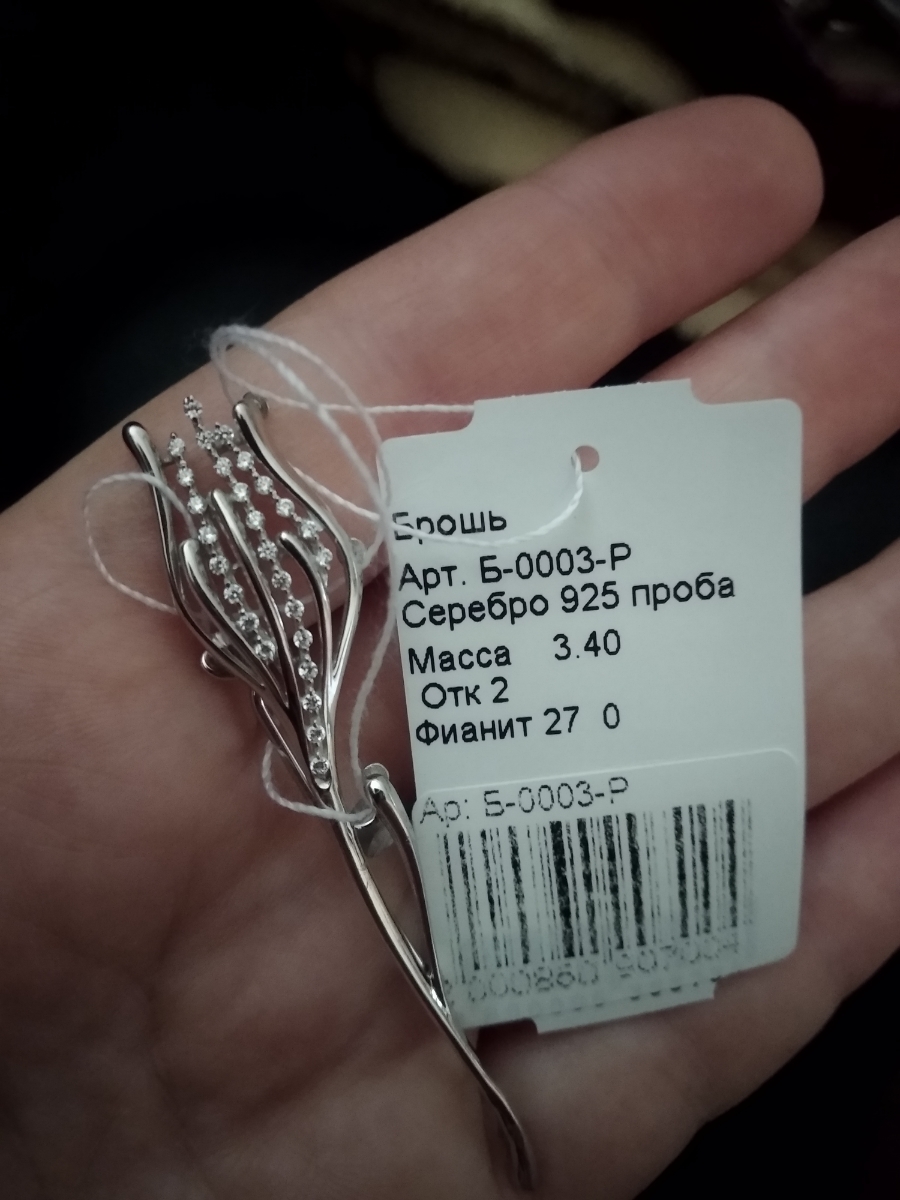 Брошь
Арт. Б-0003-Р
Серебро 925 проба
Масса 3.40
Отк 2
Фианит 27 0
Ар: Б-0003-Р